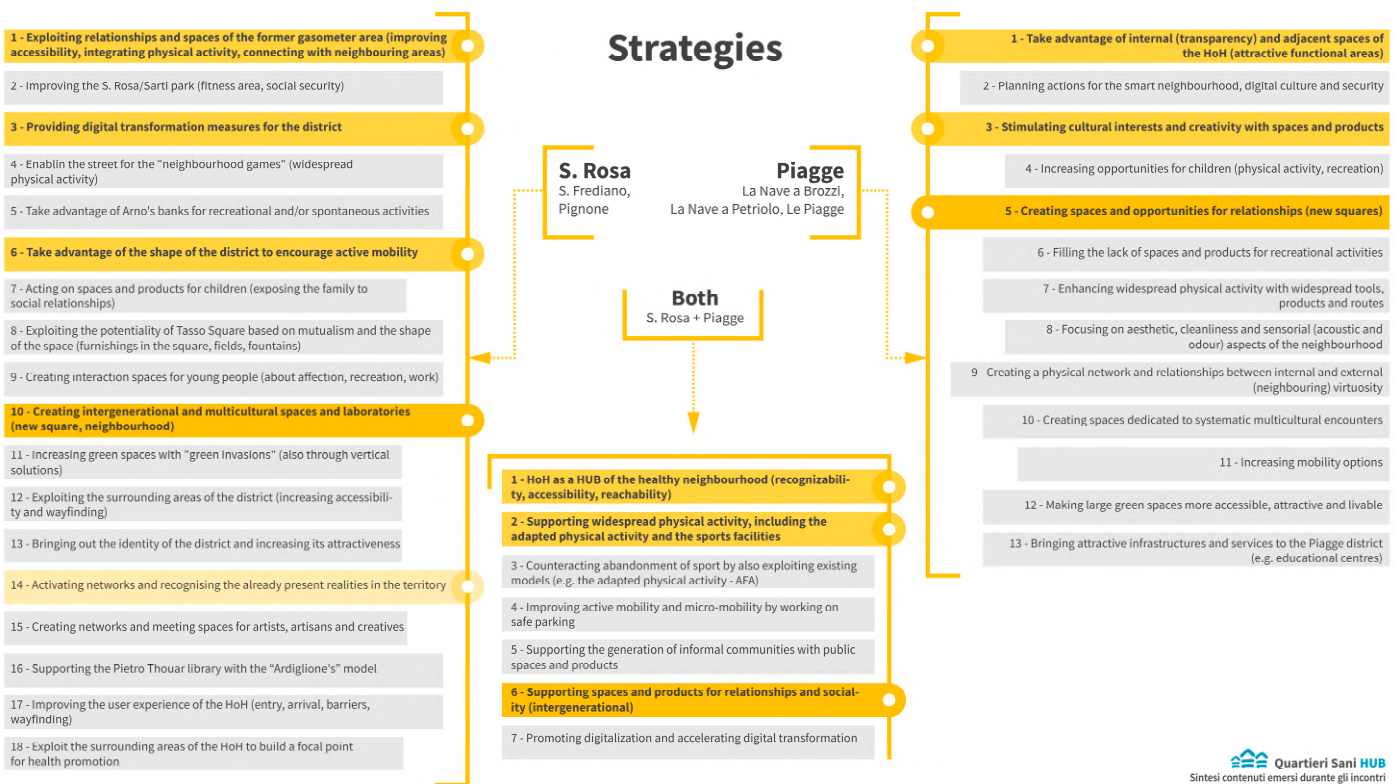 Strategies
1 - Exploiting relationships and spaces of the former gasometer area (improving
accessibility, integrating physical activity, connecting with neighbouring areas)
2 - Improving the S. Rosa/Sarti park (fitness area, social security)
3 - Providing digital transformation measures for the district
4 - Enablin the street for the "neighbourhood games" (widespread
physical activity)
5 - Take advantage of Arno's banks for recreational and/or spontaneous activities
6 - Take advantage of the shape of the district to encourage active mobility
7 - Acting on spaces and products for children (exposing the family to
social relationships)
8 - Exploiting the potentiality of Tasso Square based on mutualism and the shape
of the space (furnishings in the square, fields, fountains)
9 - Creating interaction spaces for young people (about affection, recreation, work)
10 - Creating intergenerational and multicultural spaces and laboratories
(new square, neighbourhood)
11 - Increasing green spaces with "green invasions" (also through vertical
solutions)
12 - Exploiting the surrounding areas of the district (increasing accessibili-
ty and wayfinding)
13 - Bringing out the identity of the district and increasing its attractiveness
14 - Activating networks and recognising the already present realities in the territory
15 - Creating networks and meeting spaces for artists, artisans and creatives
16 - Supporting the Pietro Thouar library with the “Ardiglione's” model
17 - Improving the user experience of the HoH (entry, arrival, barriers,
wayfinding)
18 - Exploit the surrounding areas of the HoH to build a focal point
for health promotion
S. Rosa
S. Frediano,
Pignone
Piagge
La Nave a Brozzi,
La Nave a Petriolo, Le Piagge
Both
S. Rosa + Piagge
1 - HoH as a HUB of the healthy neighbourhood (recognizabili-
ty, accessibility, reachability)
2 - Supporting widespread physical activity, including the
adapted physical activity and the sports facilities
3 - Counteracting abandonment of sport by also exploiting existing
models (e.g. the adapted physical activity - AFA)
4 - Improving active mobility and micro-mobility by working on
safe parking
5 - Supporting the generation of informal communities with public
spaces and products
6 - Supporting spaces and products for relationships and social-
ity (intergenerational)
7 - Promoting digitalization and accelerating digital transformation
1 - Take advantage of internal (transparency) and adjacent spaces of
the HoH (attractive functional areas)
2 - Planning actions for the smart neighbourhood, digital culture and security
3 - Stimulating cultural interests and creativity with spaces and products
4 - Increasing opportunities for children (physical activity, recreation)
5 - Creating spaces and opportunities for relationships (new squares)
6 - Filling the lack of spaces and products for recreational activities
7 - Enhancing widespread physical activity with widespread tools,
products and routes
8 - Focusing on aesthetic, cleanliness and sensorial (acoustic and
odour) aspects of the neighbourhood
9 Creating a physical network and relationships between internal and external
(neighbouring) virtuosity
10 - Creating spaces dedicated to systematic multicultural encounters
11 - Increasing mobility options
12 - Making large green spaces more accessible, attractive and livable
13 - Bringing attractive infrastructures and services to the Piagge district
(e.g. educational centres)
Quartieri Sani HUB
Sintesi contenuti emersi durante gli incontri